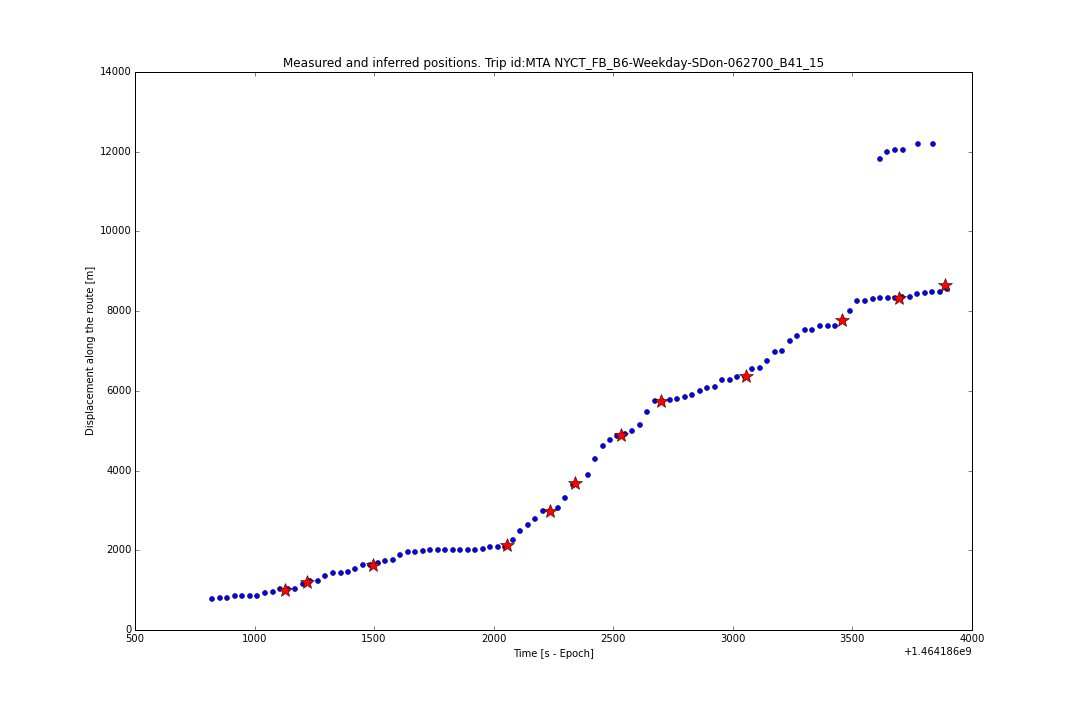 Measured and inferred positions. Trip id:MTA NYCT_FB_B6-Weekday-SDon-062700_B41_15
14000
12000
10000
8000
6000
4000
2000
0
Displacement along the route [m]
500 1000 1500 2000 2500 3000 3500 4000
Time [s - Epoch]
+1.464186e9